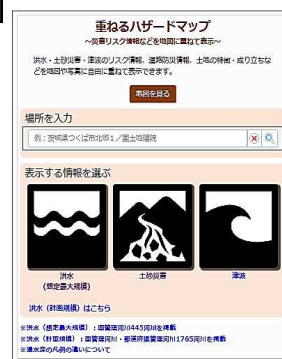 重ねるハザードマップ
～災害リスク情報などを地図に重ねて表示～
洪水・土砂災害・津波のリスク情報、道路防災情報、土地の特徴・成り立ちな
どを地図や写真に自由に重ねて表示できます。
地図を見る
場所を入力
例：茨城県つくば市北郷１／国土地理院
表示する情報を選ぶ
洪水
(想定最大規模)
土砂災害
津波
洪水（計画規模）はこちら
※洪水（想定最大規模）：国管理河川445河川を掲載
※洪水（計画規模）：国管理河川・都道府県管理河川1765河川を掲載
※浸水深の凡例の違いについて